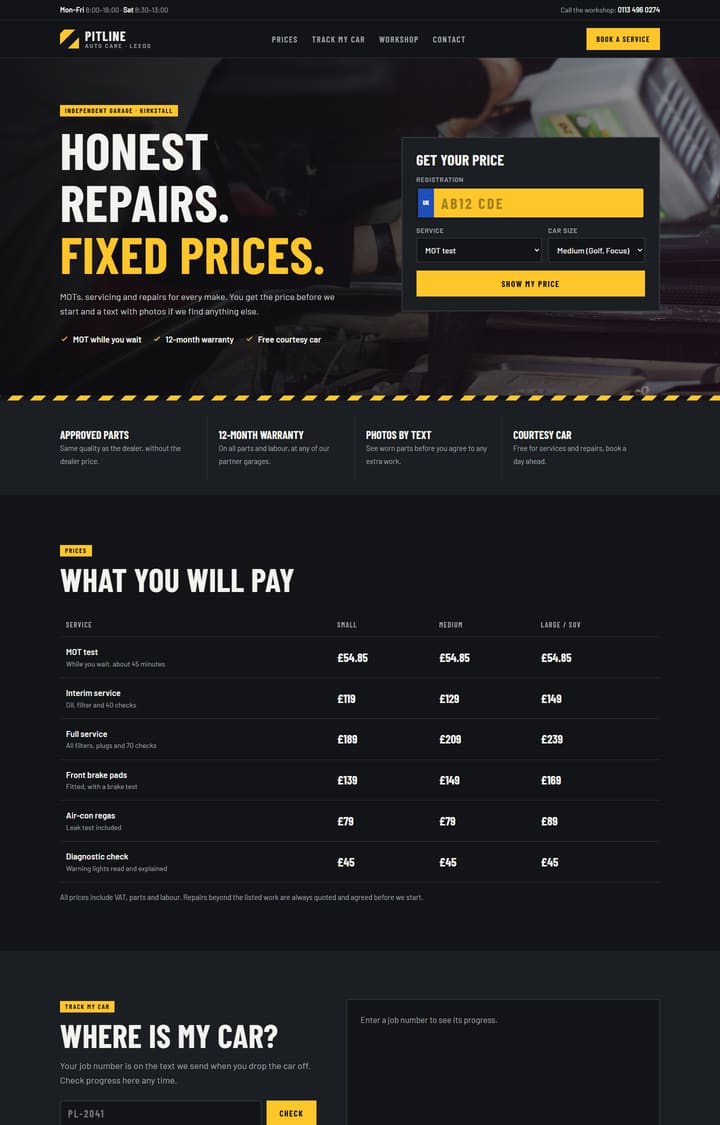 Mon-Fri 8:00–18:00 · Sat 8:30–13:00
Call the workshop: 0113 496 0274
PITLINE
AUTO CARE · LEEDS
PRICES
TRACK MY CAR
WORKSHOP
CONTACT
BOOK A SERVICE
INDEPENDENT GARAGE · KIRKSTALL
HONEST
REPAIRS.
FIXED PRICES.
MOTs, servicing and repairs for every make. You get the price before we
start and a text with photos if we find anything else.
MOT while you wait
12-month warranty
Free courtesy car
GET YOUR PRICE
REGISTRATION
UK
AB12 CDE
SERVICE
CAR SIZE
MOT test
Medium (Golf, Focus)
SHOW MY PRICE
APPROVED PARTS
Same quality as the dealer, without the
dealer price.
12-MONTH WARRANTY
On all parts and labour, at any of our
partner garages.
PHOTOS BY TEXT
See worn parts before you agree to any
extra work.
COURTESY CAR
Free for services and repairs, book a
day ahead.
PRICES
WHAT YOU WILL PAY
SERVICE SMALL MEDIUM LARGE / SUV
MOT test
While you wait, about 45 minutes
£54.85 £54.85 £54.85
Interim service
Oil, filter and 40 checks
£119 £129 £149
Full service
All filters, plugs and 70 checks
£189 £209 £239
Front brake pads
Fitted, with a brake test
£139 £149 £169
Air-con regas
Leak test included
£79 £79 £89
Diagnostic check
Warning lights read and explained
£45 £45 £45
All prices include VAT, parts and labour. Repairs beyond the listed work are always quoted and agreed before we start.
TRACK MY CAR
WHERE IS MY CAR?
Your job number is on the text we send when you drop the car off.
Check progress here any time.
PL-2041
CHECK
Enter a job number to see its progress.